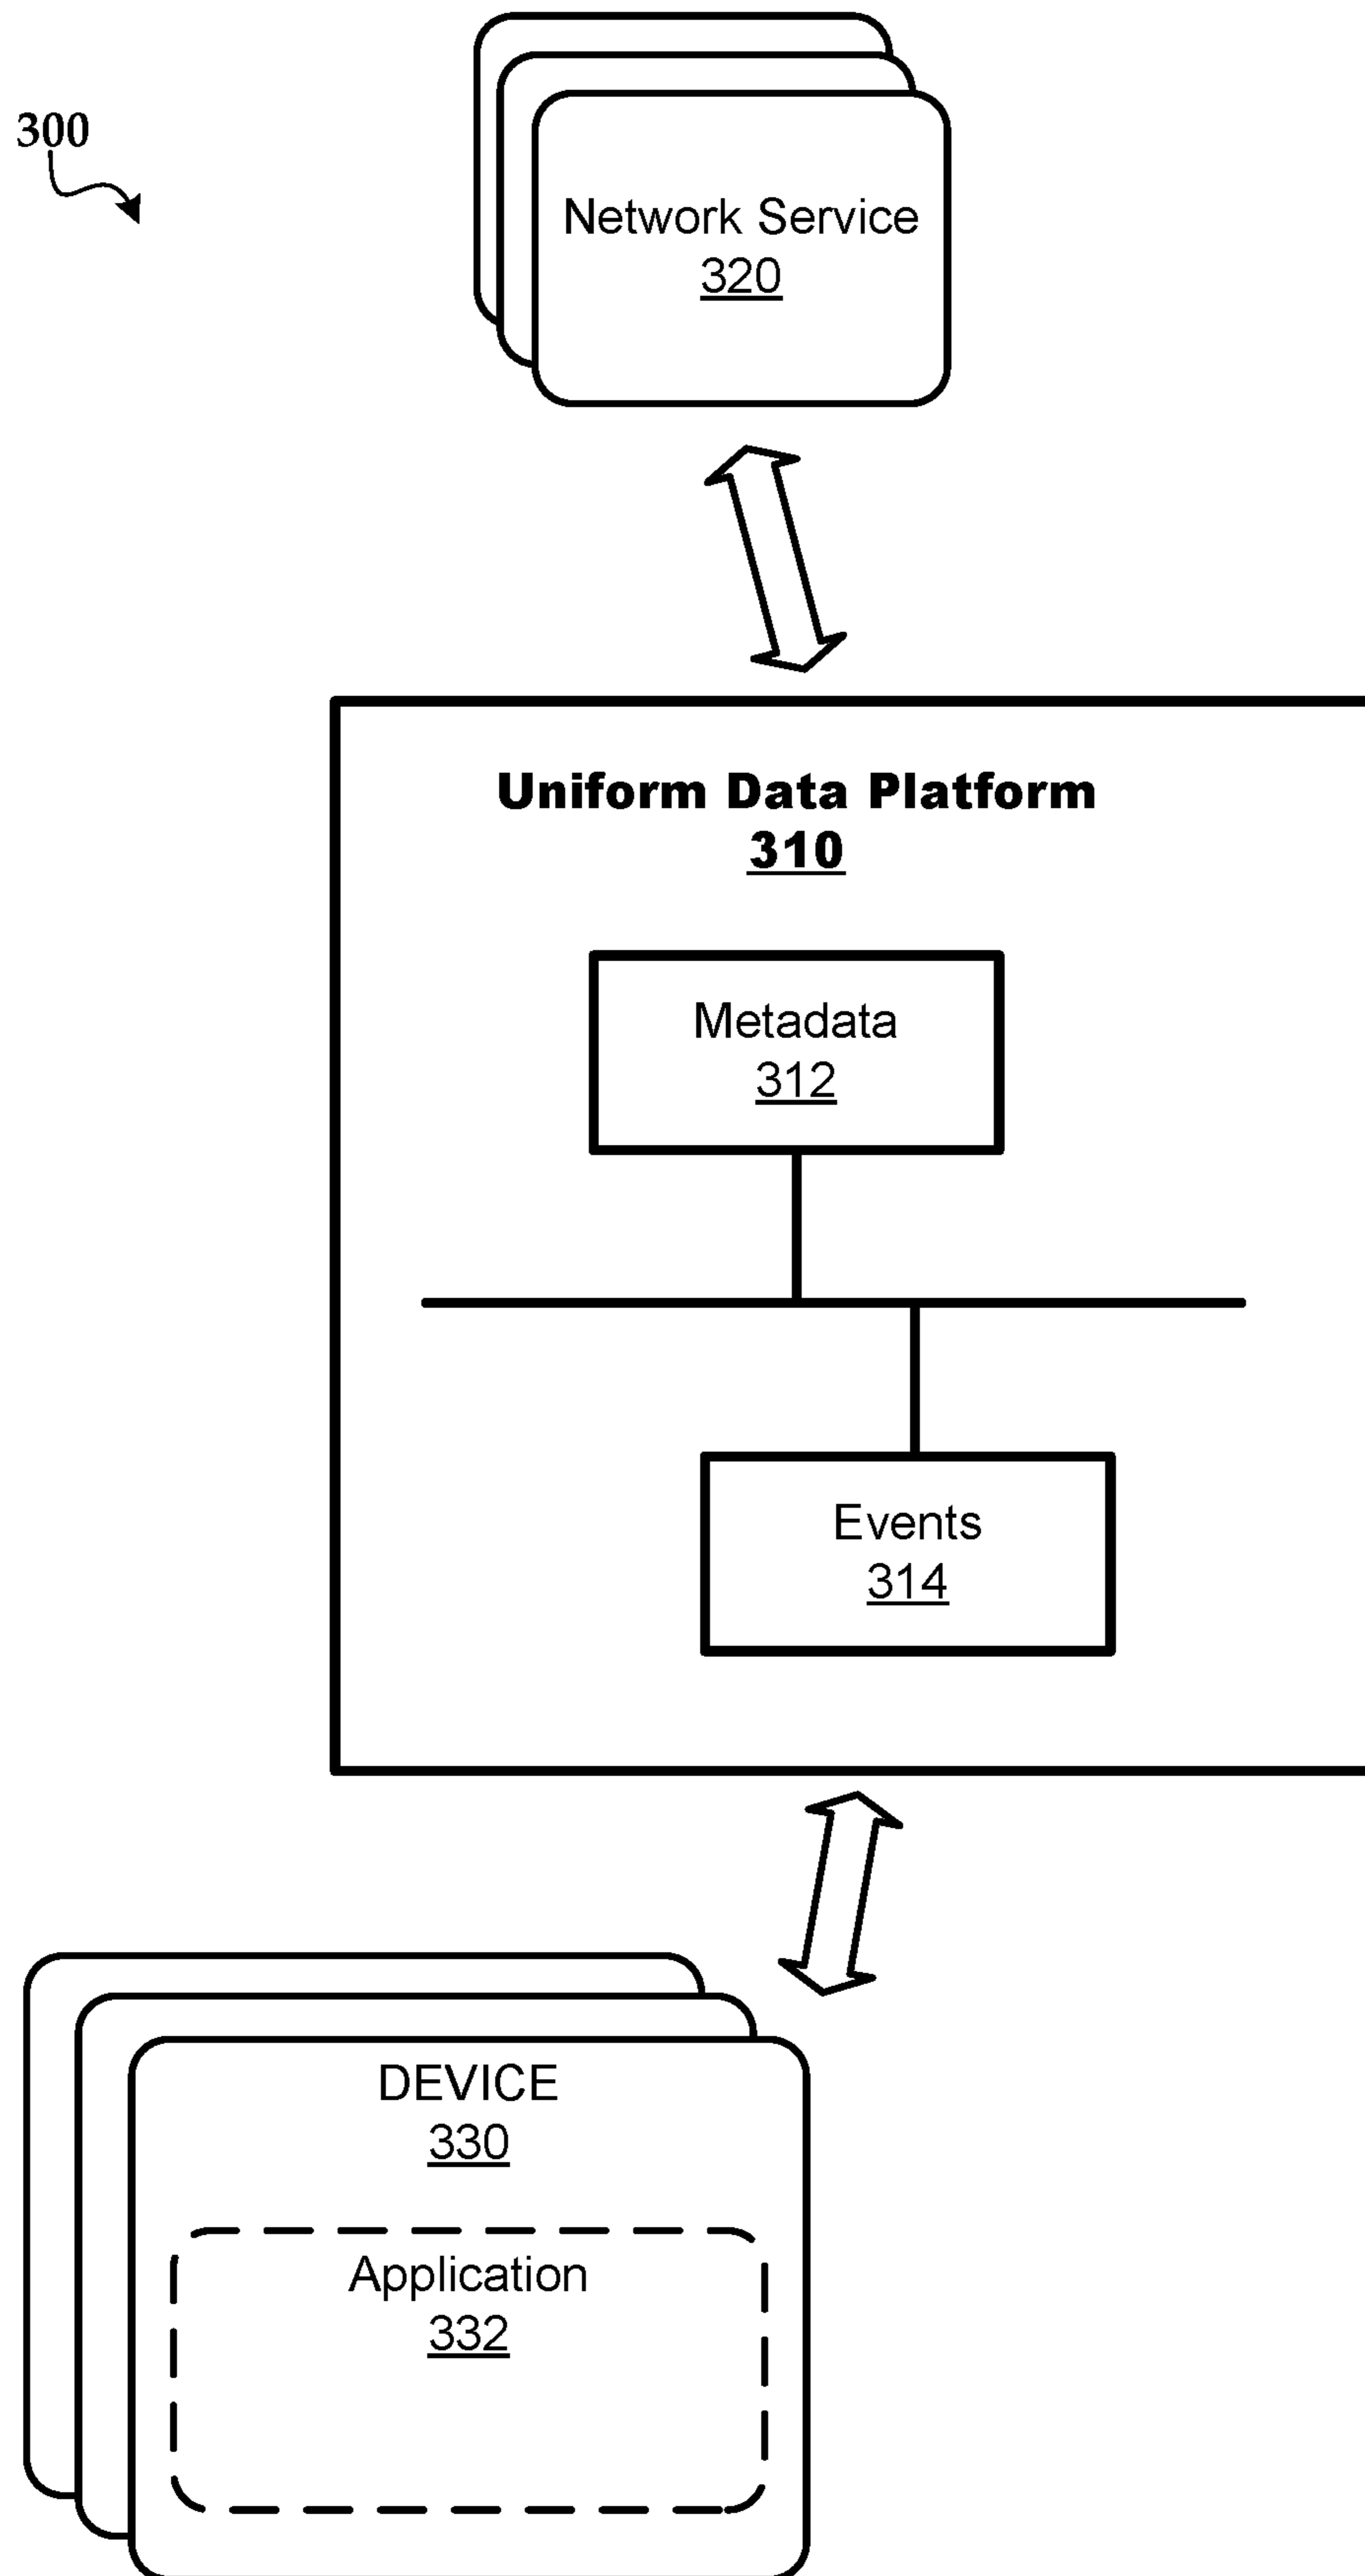 300
Network Service
320
Uniform Data Platform
310
Metadata
312
Events
314
DEVICE
330
Application
332